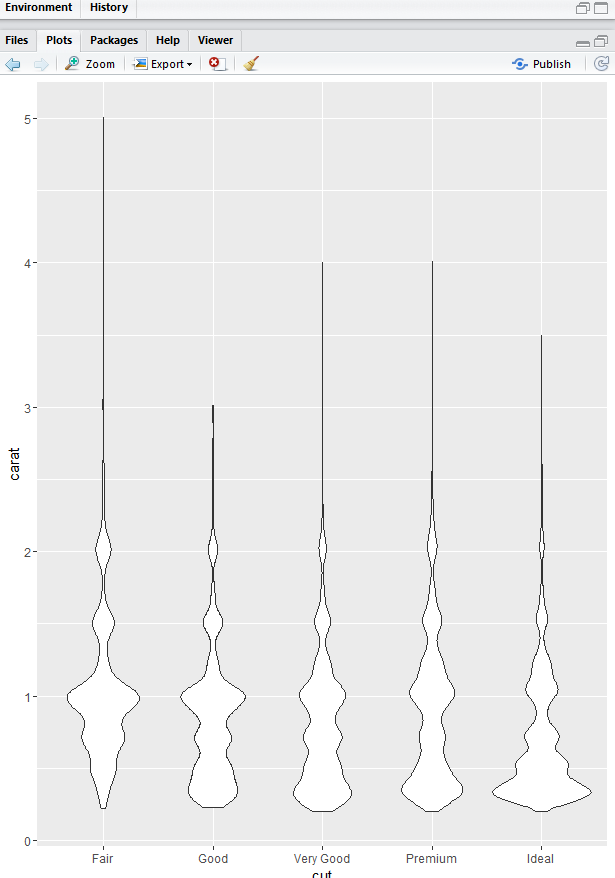 Environment History
Files Plots Packages Help Viewer
Zoom Export Publish
5
4
3
2
1
0
carat
Fair Good Very Good Premium Ideal
cut